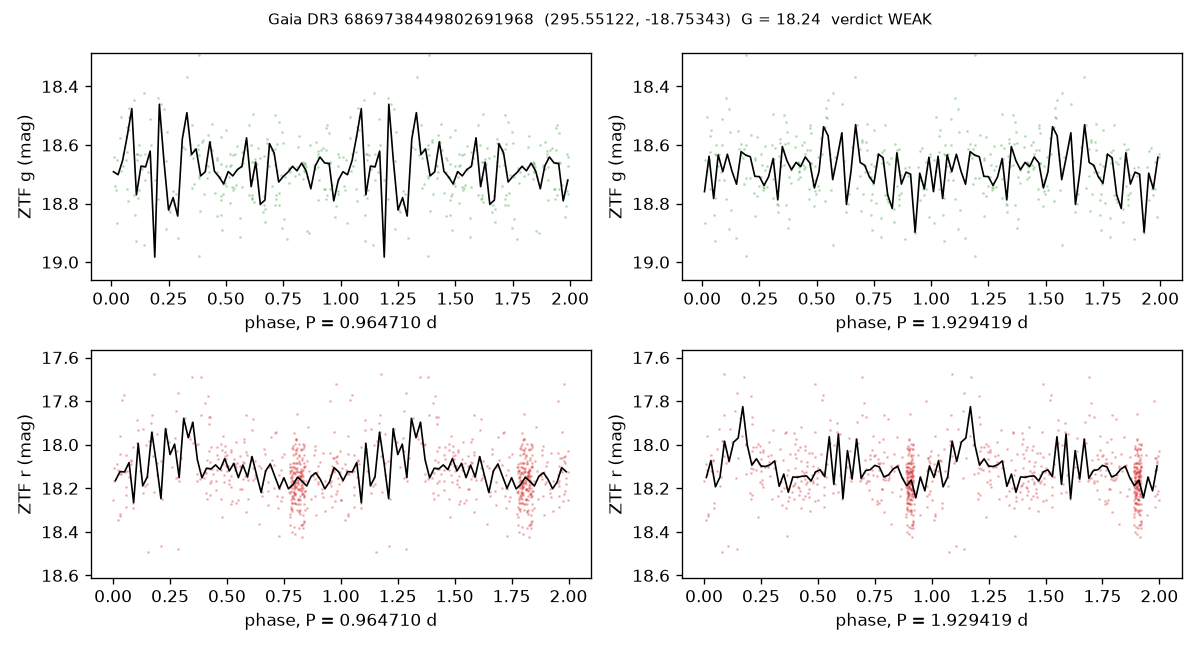 Gaia DR3 6869738449802691968 (295.55122, -18.75343) G = 18.24 verdict WEAK
ZTF g (mag)
18.4
18.6
18.8
19.0
0.00 0.25 0.50 0.75 1.00 1.25 1.50 1.75 2.00
phase, P = 0.964710 d
ZTF g (mag)
18.4
18.6
18.8
19.0
0.00 0.25 0.50 0.75 1.00 1.25 1.50 1.75 2.00
phase, P = 1.929419 d
ZTF r (mag)
17.6
17.8
18.0
18.2
18.4
18.6
0.00 0.25 0.50 0.75 1.00 1.25 1.50 1.75 2.00
phase, P = 0.964710 d
ZTF r (mag)
17.6
17.8
18.0
18.2
18.4
18.6
0.00 0.25 0.50 0.75 1.00 1.25 1.50 1.75 2.00
phase, P = 1.929419 d